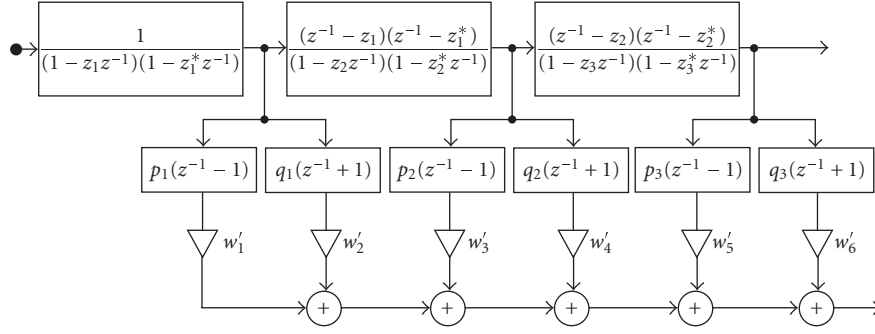 1 / (1 − z₁z⁻¹)(1 − z₁*z⁻¹)
(z⁻¹ − z₁)(z⁻¹ − z₁*) / (1 − z₂z⁻¹)(1 − z₂*z⁻¹)
(z⁻¹ − z₂)(z⁻¹ − z₂*) / (1 − z₃z⁻¹)(1 − z₃*z⁻¹)
p₁(z⁻¹ − 1)
q₁(z⁻¹ + 1)
p₂(z⁻¹ − 1)
q₂(z⁻¹ + 1)
p₃(z⁻¹ − 1)
q₃(z⁻¹ + 1)
w′₁
w′₂
w′₃
w′₄
w′₅
w′₆
+
+
+
+
+